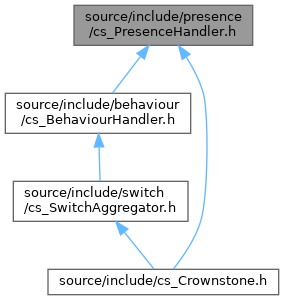 source/include/presence
/cs_PresenceHandler.h
source/include/behaviour
/cs_BehaviourHandler.h
source/include/switch
/cs_SwitchAggregator.h
source/include/cs_Crownstone.h